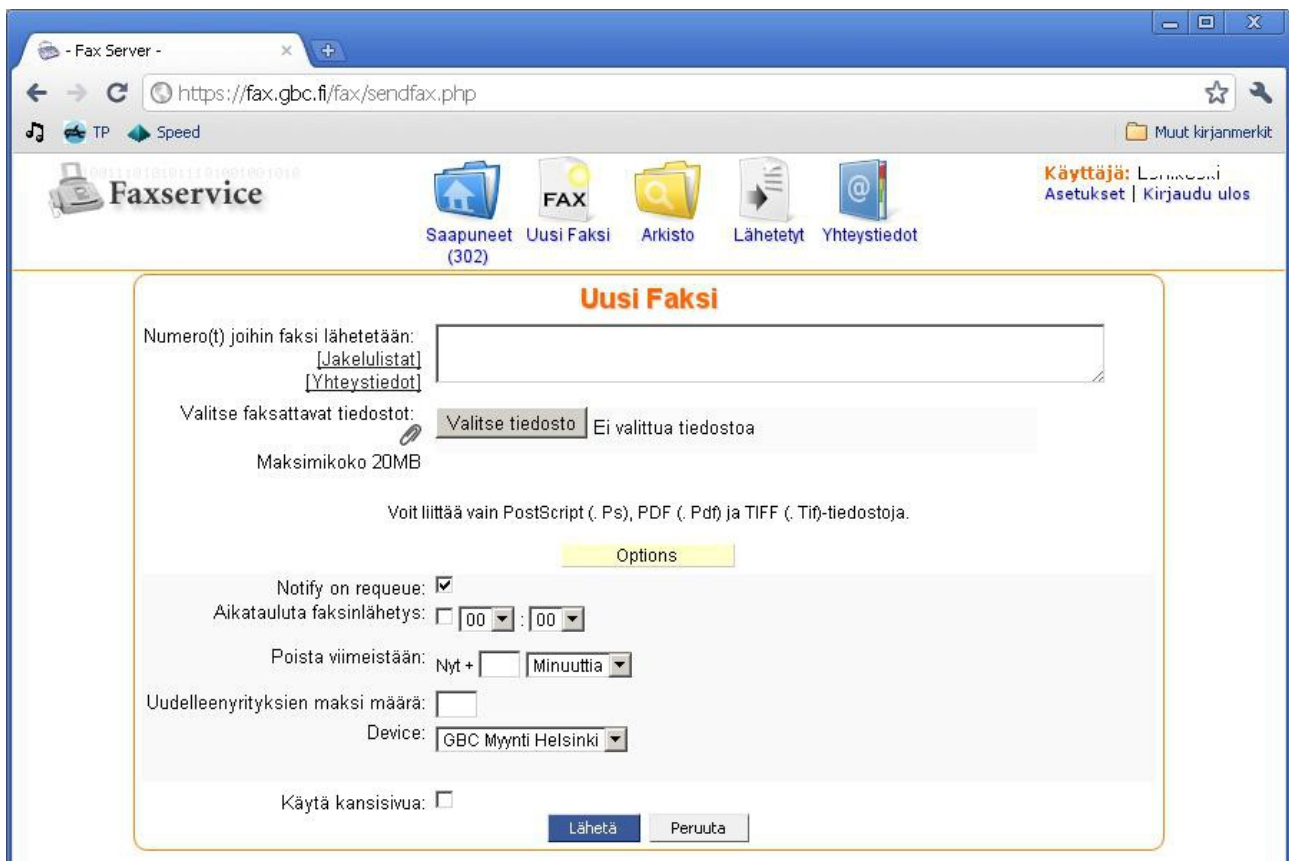 - Fax Server -
https://fax.gbc.fi/fax/sendfax.php
TP Speed Muut kirjanmerkit
Faxservice
FAX
@
Käyttäjä:
Asetukset | Kirjaudu ulos
Saapuneet (302) Uusi Faksi Arkisto Lähetetyt Yhteystiedot
Uusi Faksi
Numero(t) joihin faksi lähetetään:
[Jakelulistat]
[Yhteystiedot]
Valitse faksattavat tiedostot: Valitse tiedosto Ei valittua tiedostoa
Maksimikoko 20MB
Voit liittää vain PostScript (. Ps), PDF (. Pdf) ja TIFF (. Tif)-tiedostoja.
Options
Notify on requeue:
Aikatauluta faksinlähetys: 00 : 00
Poista viimeistään: Nyt + Minuuttia
Uudelleenyrityksien maksi määrä:
Device: GBC Myynti Helsinki
Käytä kansisivua:
Lähetä Peruuta